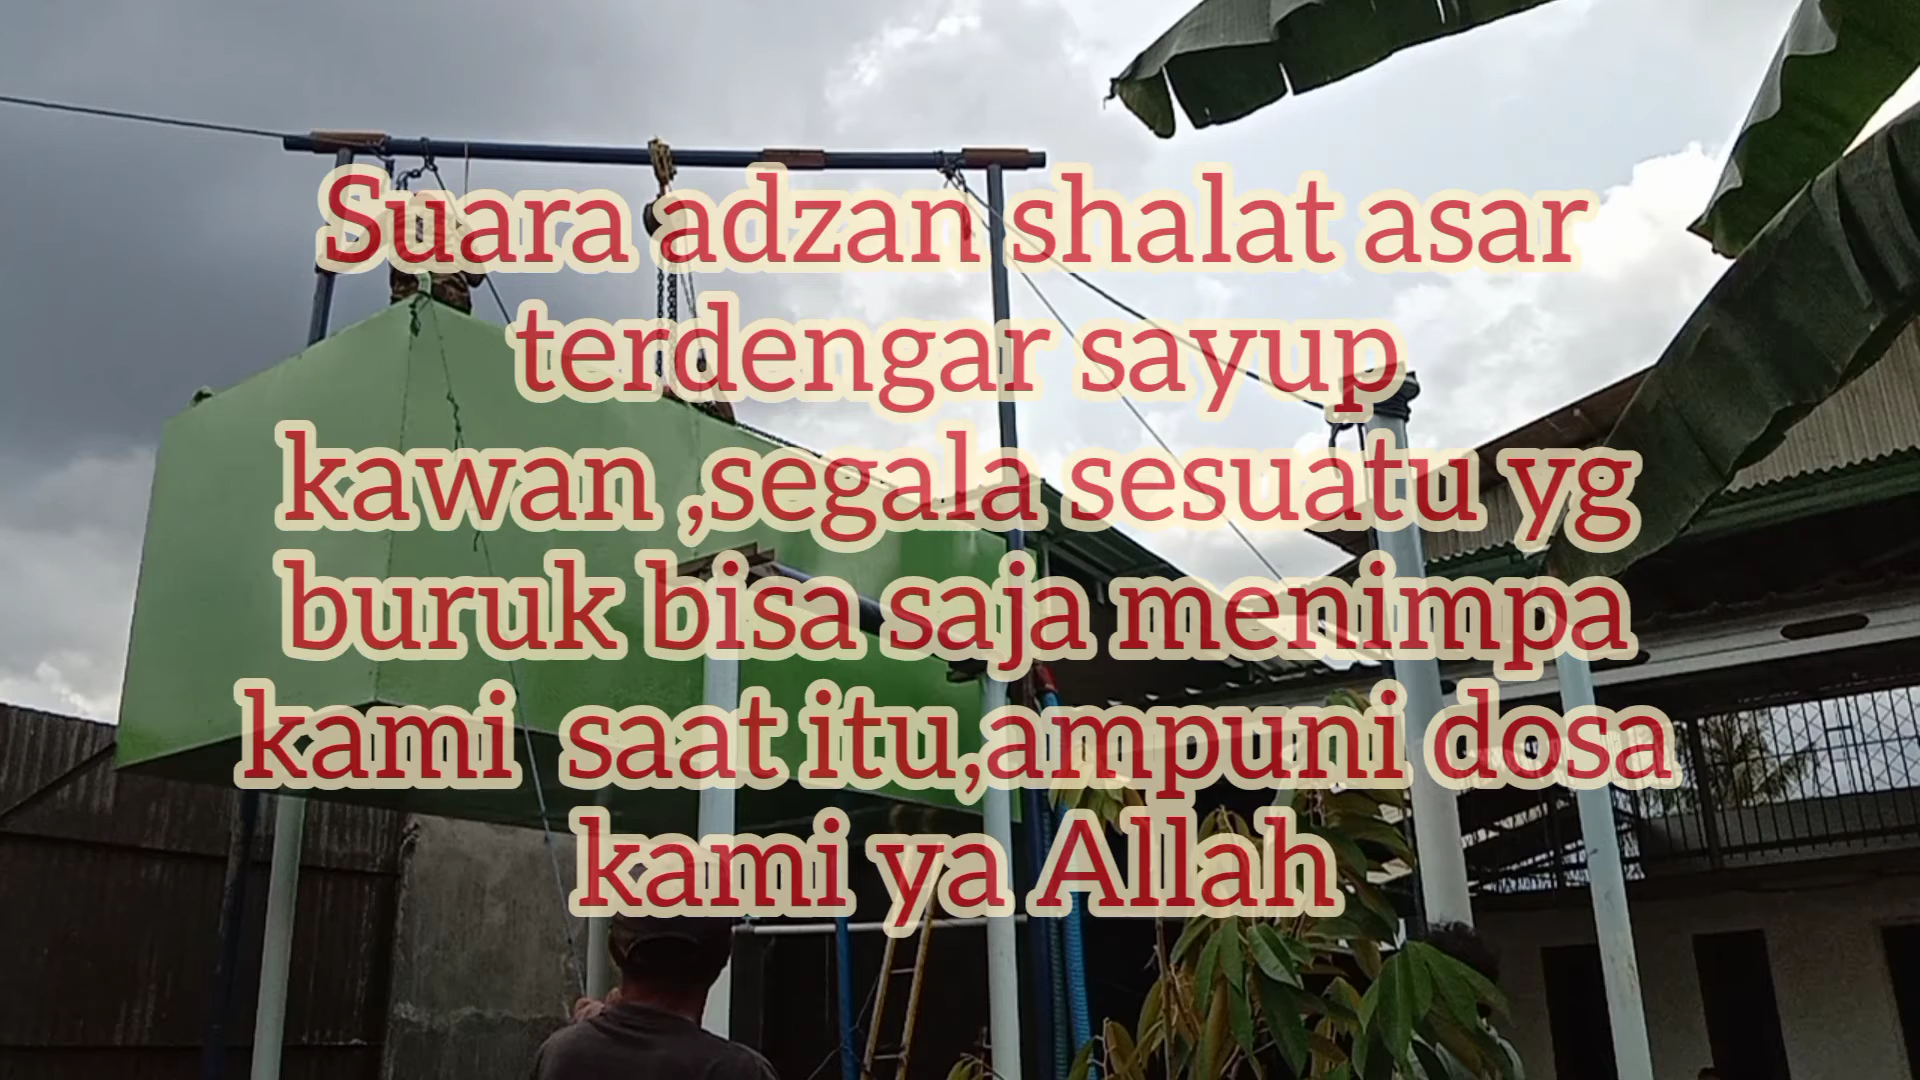 Suara adzan shalat asar
terdengar sayup
kawan ,segala sesuatu yg
buruk bisa saja menimpa
kami saat itu,ampuni dosa
kami ya Allah